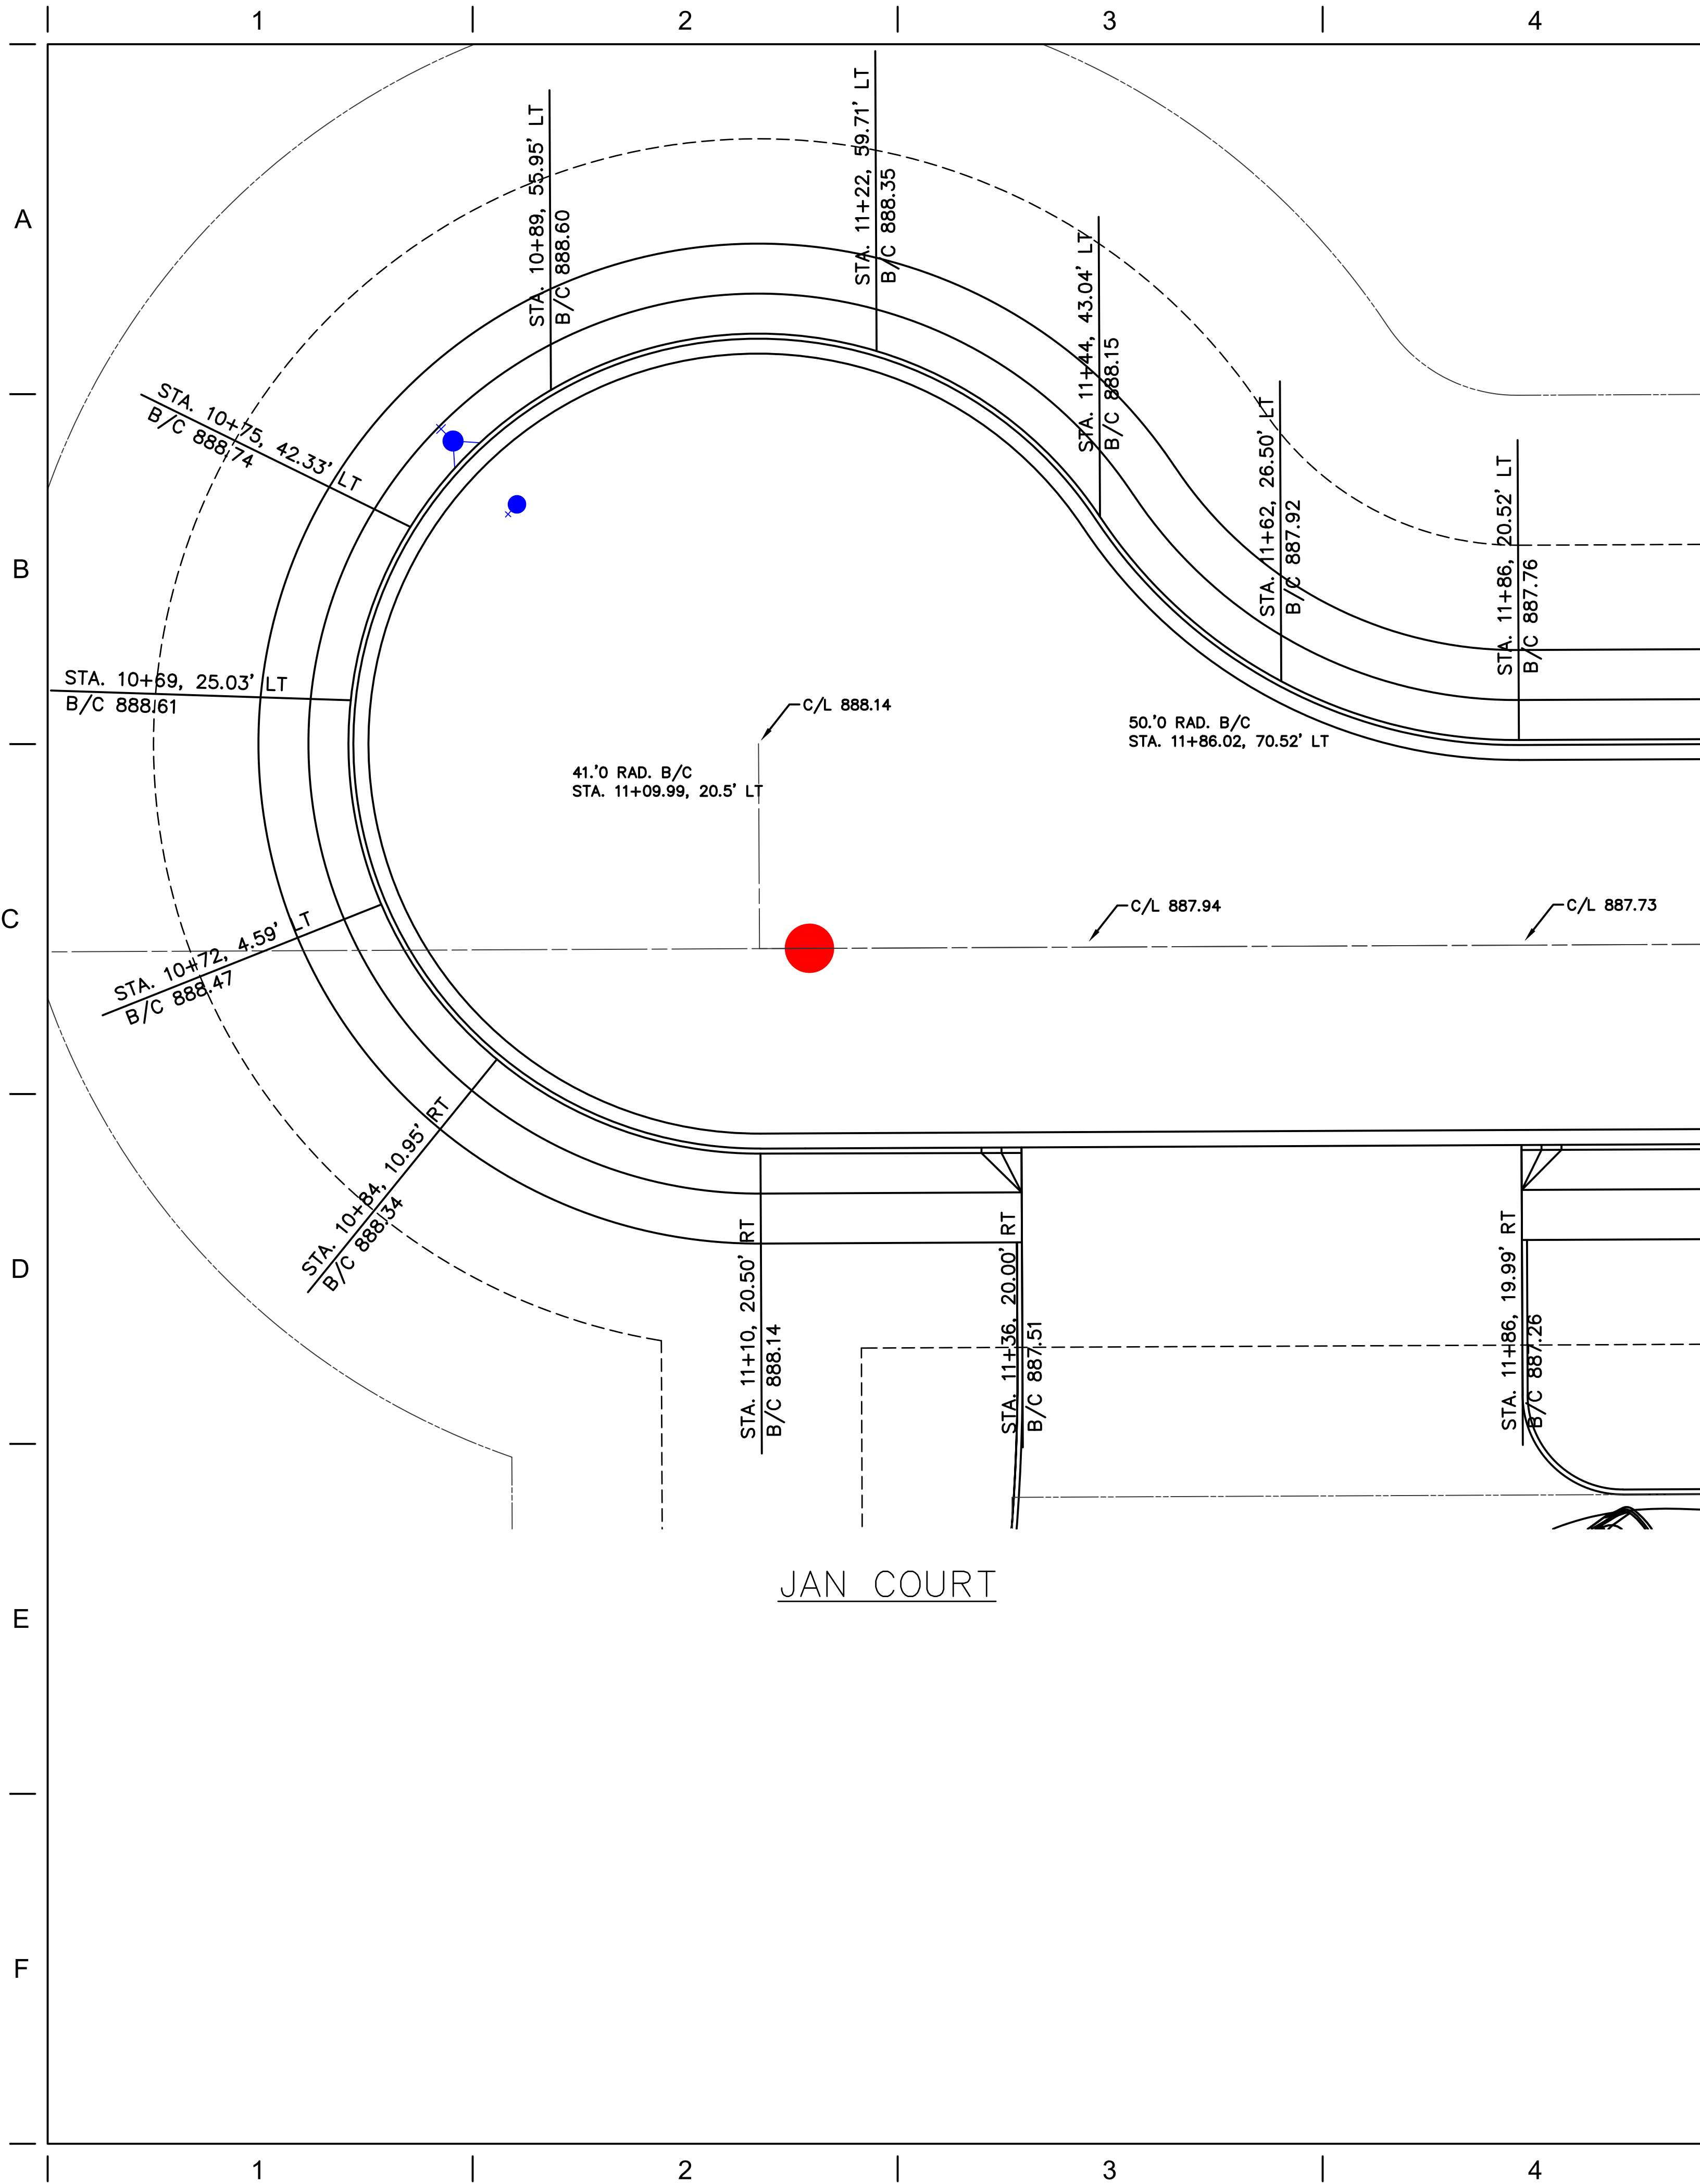 1 2 3 4
A
STA. 10+89, 55.95' LT
B/C 888.60
STA. 11+22, 59.71' LT
B/C 888.35
STA. 11+44, 43.04' LT
B/C 888.15
STA. 10+75, 42.33' LT
B/C 888.74
STA. 11+62, 26.50' LT
B/C 887.92
STA. 11+86, 20.52' LT
B/C 887.76
B
STA. 10+69, 25.03' LT
B/C 888.61
C/L 888.14
50.'0 RAD. B/C
STA. 11+86.02, 70.52' LT
41.'0 RAD. B/C
STA. 11+09.99, 20.5' LT
C
C/L 887.94
C/L 887.73
STA. 10+72, 4.59' LT
B/C 888.47
STA. 10+84, 10.95' RT
B/C 888.34
D
STA. 11+10, 20.50' RT
B/C 888.14
STA. 11+36, 20.00' RT
B/C 887.51
STA. 11+86, 19.99' RT
B/C 887.26
JAN COURT
E
F
1 2 3 4